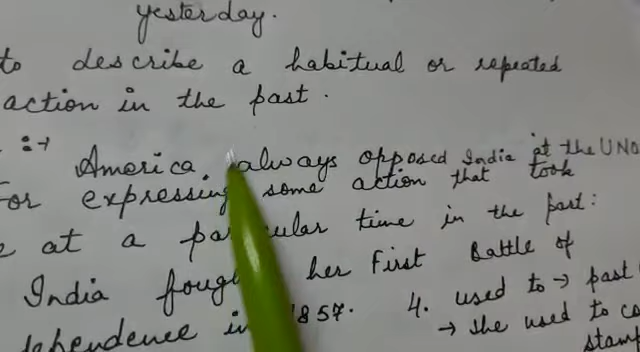 yesterday.
to describe a habitual or repeated
action in the past.
:→ America always opposed India at the UNO
for expressing some action that took
at a particular time in the past:
India fought her First Battle of
in 1857.
4. used to → past
→ she used to
stamp